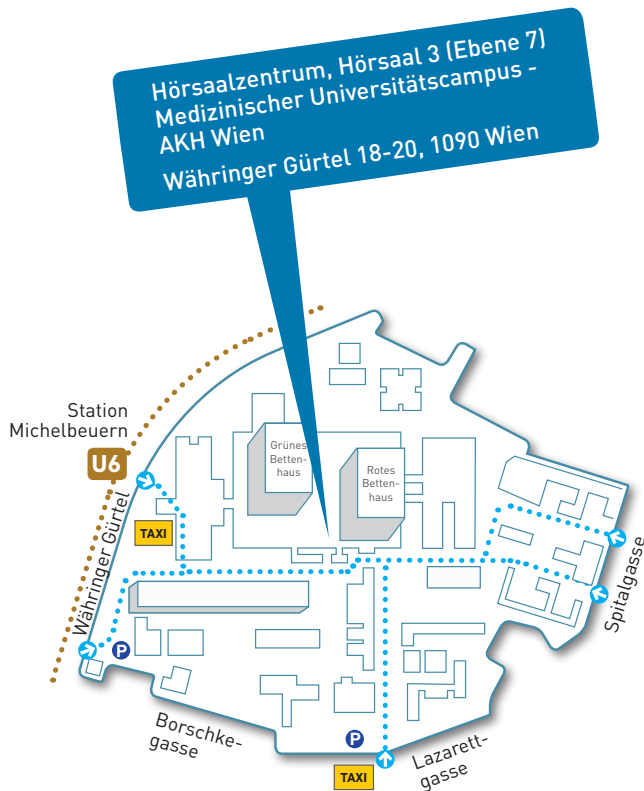 Hörsaalzentrum, Hörsaal 3 (Ebene 7)
Medizinischer Universitätscampus -
AKH Wien
Währinger Gürtel 18-20, 1090 Wien
Station
Michelbeuern
U6
Grünes
Betten-
haus
Rotes
Betten-
haus
TAXI
Währinger Gürtel
Spitalgasse
P
Borschke-
gasse
P
Lazarett-
gasse
TAXI